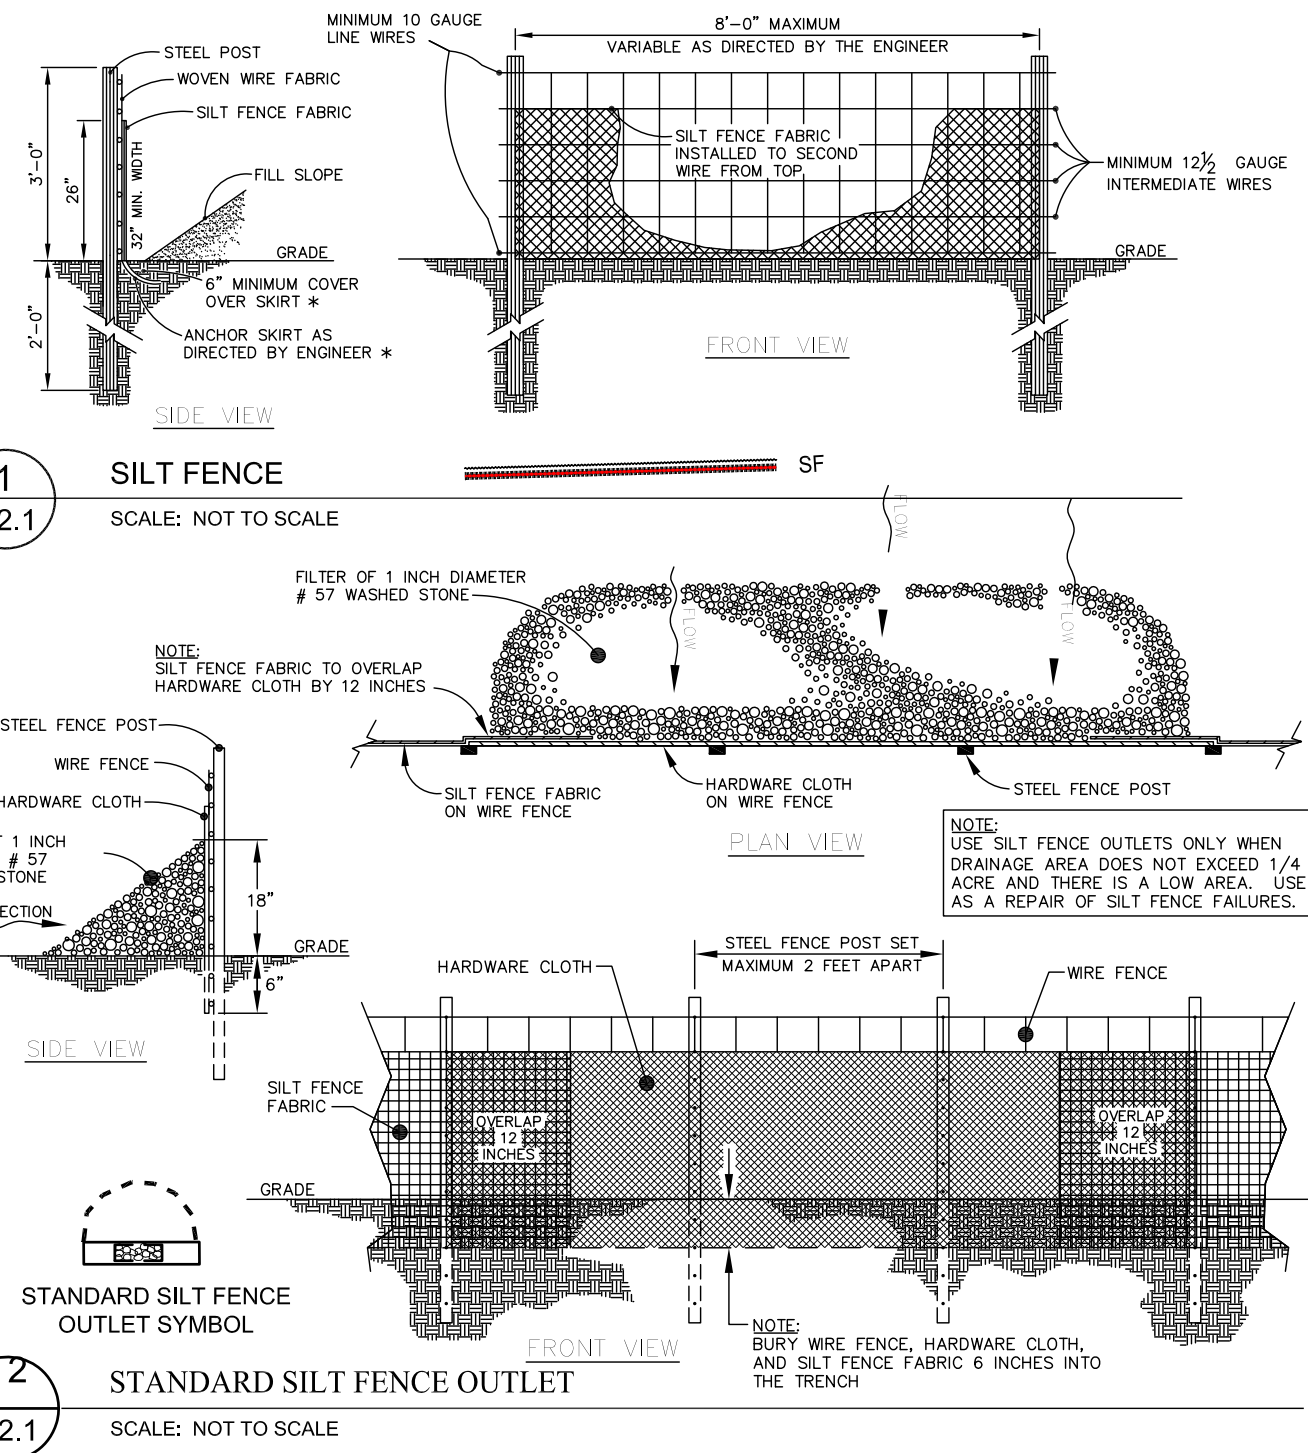 MINIMUM 10 GAUGE
LINE WIRES
8'-0" MAXIMUM
VARIABLE AS DIRECTED BY THE ENGINEER
STEEL POST
WOVEN WIRE FABRIC
SILT FENCE FABRIC
3'-0"
26"
32" MIN. WIDTH
FILL SLOPE
GRADE
6" MINIMUM COVER
OVER SKIRT *
2'-0"
ANCHOR SKIRT AS
DIRECTED BY ENGINEER *
SIDE VIEW
SILT FENCE FABRIC
INSTALLED TO SECOND
WIRE FROM TOP
MINIMUM 12½ GAUGE
INTERMEDIATE WIRES
GRADE
FRONT VIEW
1
2.1
SILT FENCE
SF
SCALE: NOT TO SCALE
FLOW
FLOW
FLOW
FILTER OF 1 INCH DIAMETER
# 57 WASHED STONE
NOTE:
SILT FENCE FABRIC TO OVERLAP
HARDWARE CLOTH BY 12 INCHES
SILT FENCE FABRIC
ON WIRE FENCE
HARDWARE CLOTH
ON WIRE FENCE
STEEL FENCE POST
PLAN VIEW
NOTE:
USE SILT FENCE OUTLETS ONLY WHEN
DRAINAGE AREA DOES NOT EXCEED 1/4
ACRE AND THERE IS A LOW AREA. USE
AS A REPAIR OF SILT FENCE FAILURES.
STEEL FENCE POST
WIRE FENCE
HARDWARE CLOTH
1 INCH
# 57
STONE
ECTION
18"
GRADE
6"
SIDE VIEW
STEEL FENCE POST SET
MAXIMUM 2 FEET APART
HARDWARE CLOTH
WIRE FENCE
SILT FENCE
FABRIC
OVERLAP
12
INCHES
OVERLAP
12
INCHES
GRADE
NOTE:
BURY WIRE FENCE, HARDWARE CLOTH,
AND SILT FENCE FABRIC 6 INCHES INTO
THE TRENCH
FRONT VIEW
STANDARD SILT FENCE
OUTLET SYMBOL
2
2.1
STANDARD SILT FENCE OUTLET
SCALE: NOT TO SCALE